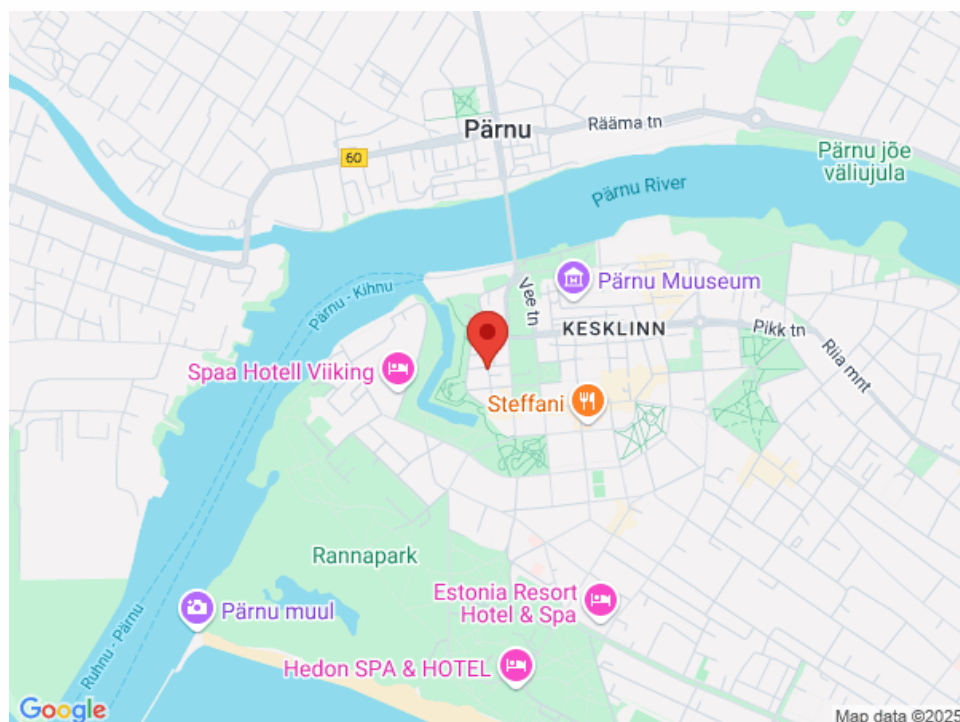 Pärnu
Rääma tn
60
Pärnu jõe
väliujula
Pärnu River
Pärnu - Kihnu
Vee tn
Pärnu Muuseum
KESKLINN
Pikk tn
Riia mnt
Spaa Hotell Viiking
Steffani
Rannapark
Estonia Resort
Hotel & Spa
Pärnu muul
Ruhnu - Pärnu
Hedon SPA & HOTEL
Google
Map data ©2025